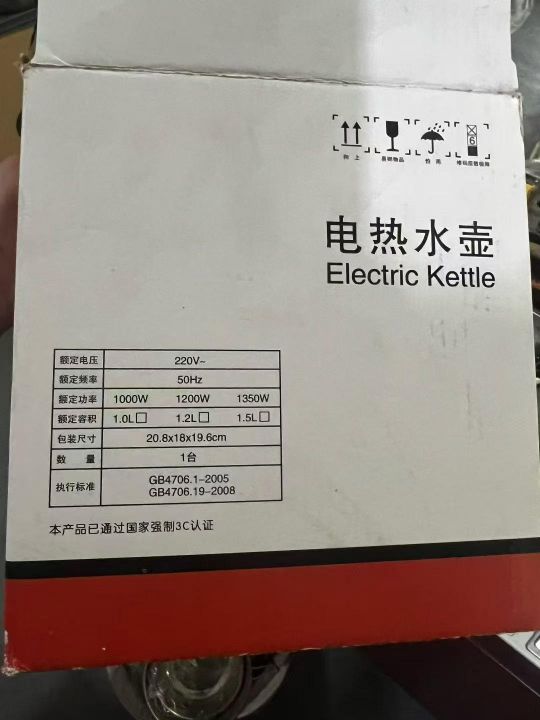 6
向上 易碎物品 怕雨 堆码层数极限
电热水壶
Electric Kettle
额定电压 220V~
额定频率 50Hz
额定功率 1000W 1200W 1350W
额定容积 1.0L□ 1.2L□ 1.5L□
包装尺寸 20.8x18x19.6cm
数 量 1台
执行标准 GB4706.1-2005
GB4706.19-2008
本产品已通过国家强制3C认证